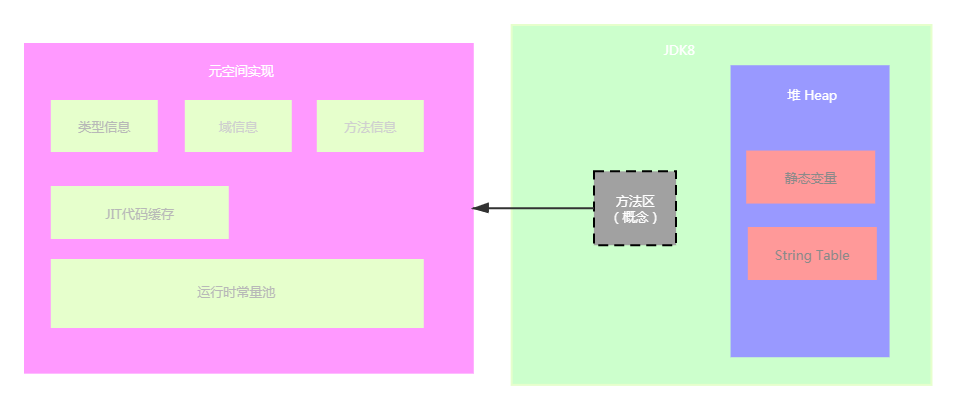 元空间实现
类型信息
域信息
方法信息
JIT代码缓存
运行时常量池
JDK8
方法区
（概念）
堆 Heap
静态变量
String Table